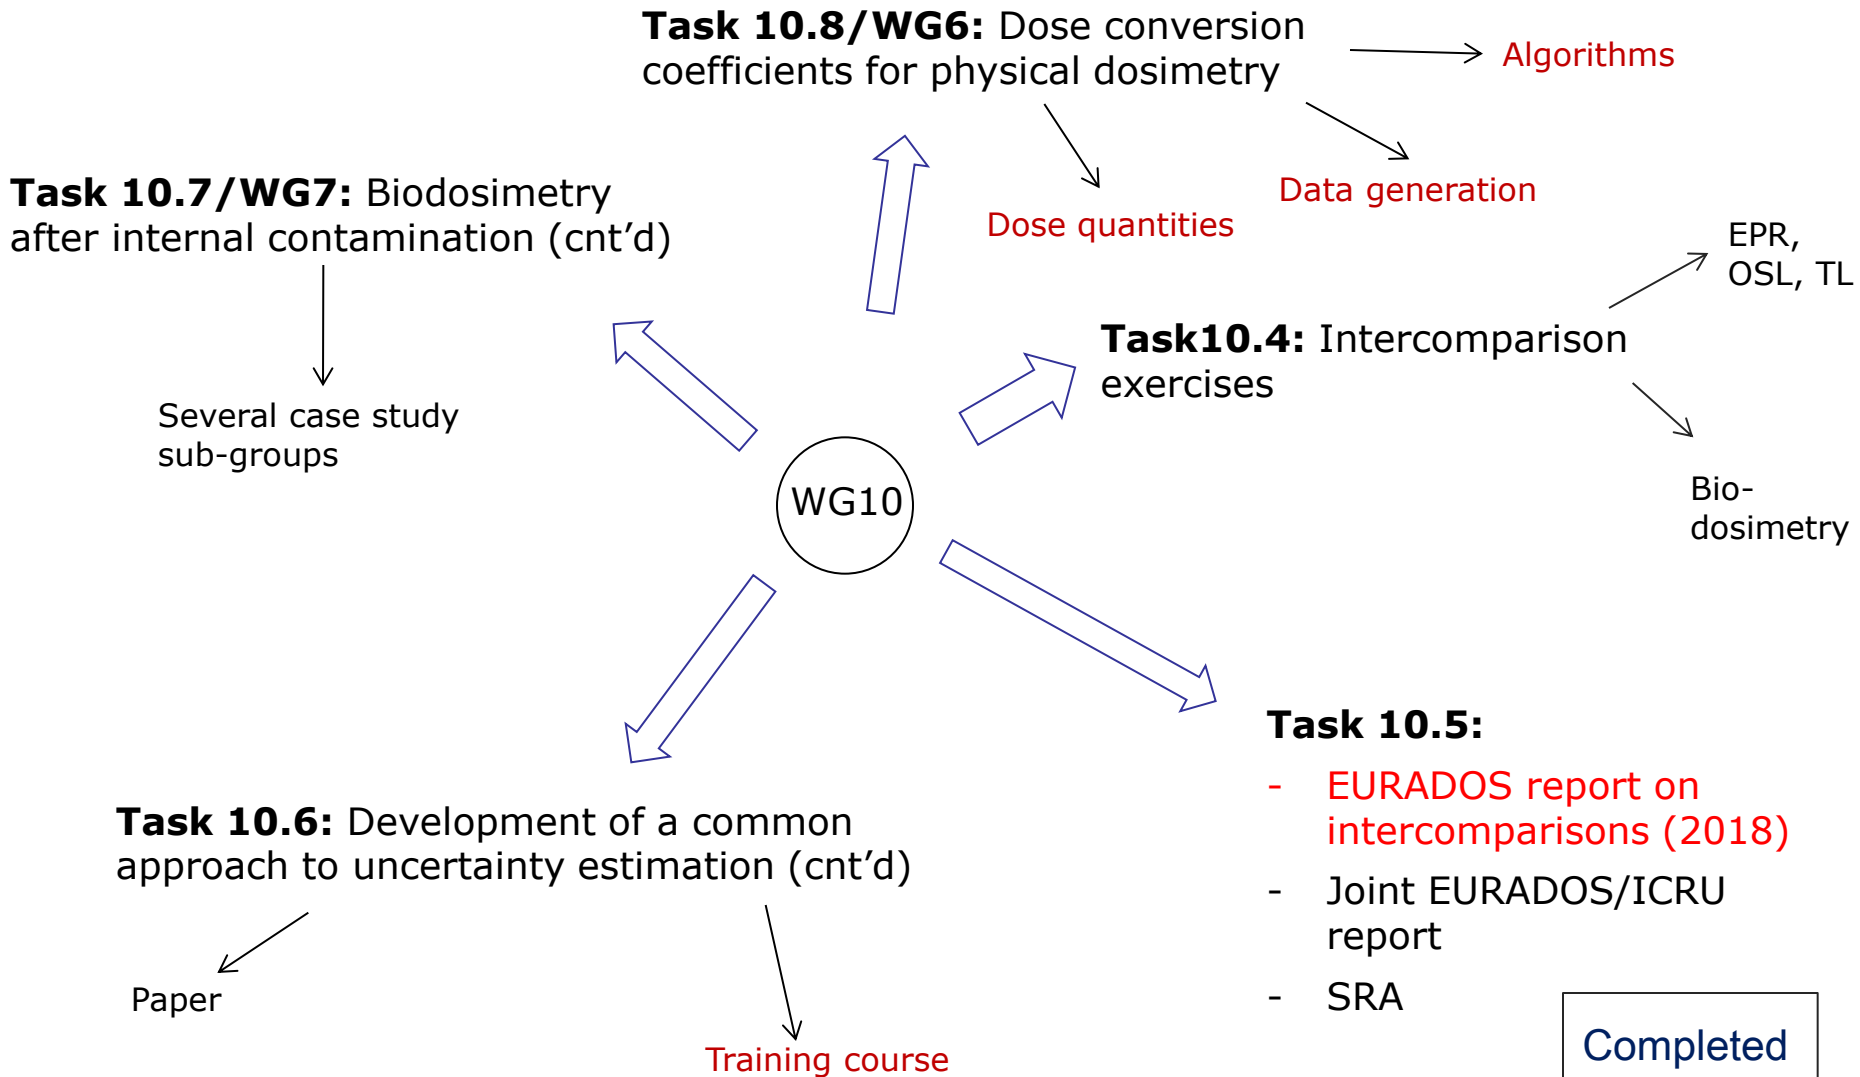 Task 10.8/WG6: Dose conversion
coefficients for physical dosimetry
Algorithms
Data generation
Dose quantities
Task 10.7/WG7: Biodosimetry
after internal contamination (cnt’d)
Several case study
sub-groups
EPR,
OSL, TL
Task10.4: Intercomparison
exercises
Bio-
dosimetry
WG10
Task 10.5:
- EURADOS report on
intercomparisons (2018)
- Joint EURADOS/ICRU
report
- SRA
Task 10.6: Development of a common
approach to uncertainty estimation (cnt’d)
Paper
Training course
Completed